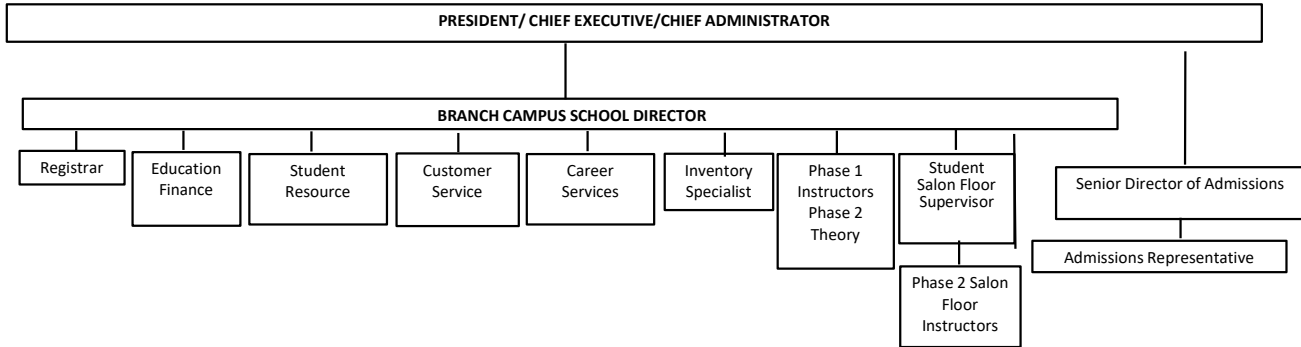 PRESIDENT/ CHIEF EXECUTIVE/CHIEF ADMINISTRATOR
BRANCH CAMPUS SCHOOL DIRECTOR
Registrar
Education
Finance
Student
Resource
Customer
Service
Career
Services
Inventory
Specialist
Phase 1
Instructors
Phase 2
Theory
Student
Salon Floor
Supervisor
Phase 2 Salon
Floor
Instructors
Senior Director of Admissions
Admissions Representative